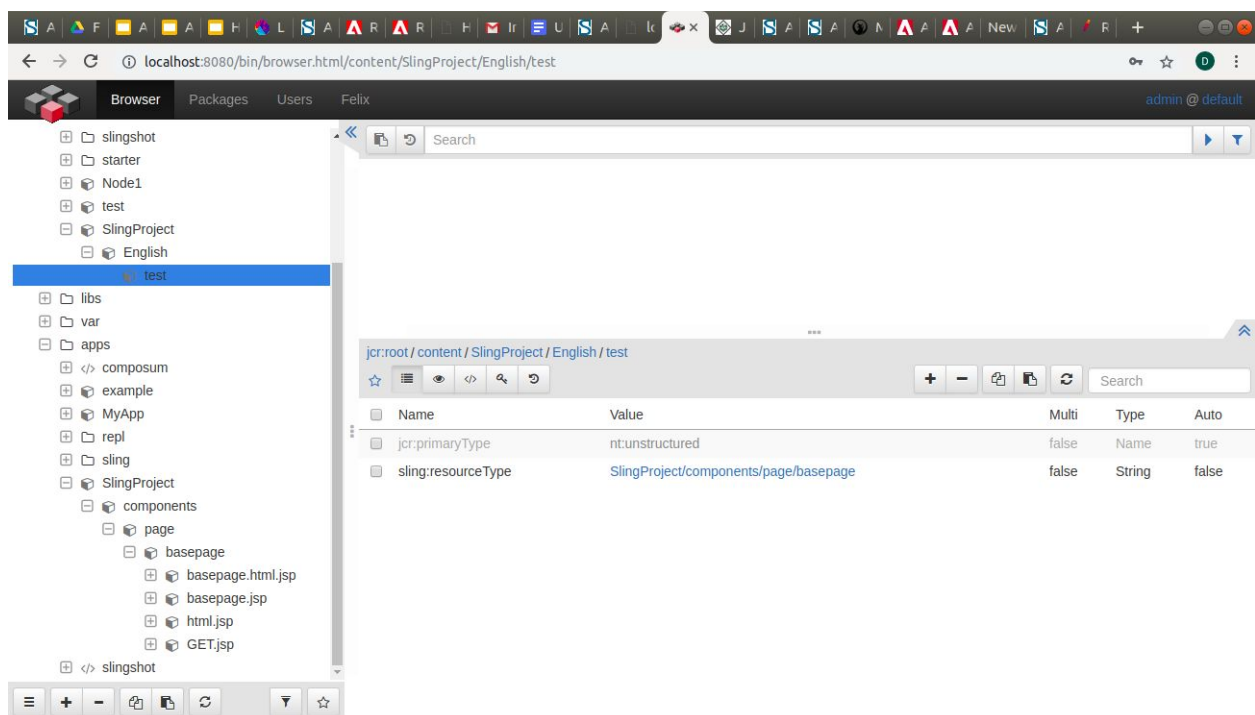 A F A A H L A R R H Ir U A lc J A A N A A New A R
localhost:8080/bin/browser.html/content/SlingProject/English/test D
Browser Packages Users Felix admin @ default
slingshot
starter
Node1
test
SlingProject
English
test
libs
var
apps
composum
example
MyApp
repl
sling
SlingProject
components
page
basepage
basepage.html.jsp
basepage.jsp
html.jsp
GET.jsp
slingshot
Search
jcr:root / content / SlingProject / English / test
Search
Name Value Multi Type Auto
jcr:primaryType nt:unstructured false Name true
sling:resourceType SlingProject/components/page/basepage false String false